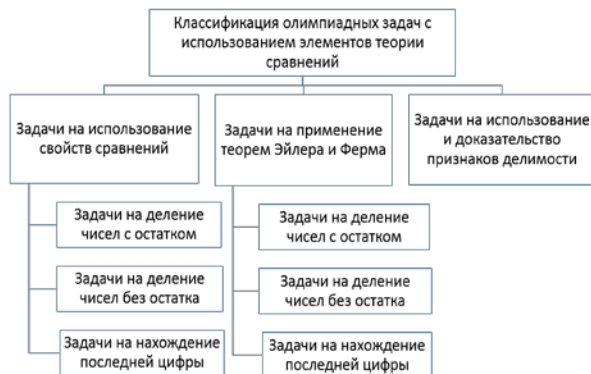 Классификация олимпиадных задач с
использованием элементов теории
сравнений
Задачи на использование
свойств сравнений
Задачи на применение
теорем Эйлера и Ферма
Задачи на использование
и доказательство
признаков делимости
Задачи на деление
чисел с остатком
Задачи на деление
чисел без остатка
Задачи на нахождение
последней цифры
Задачи на деление
чисел с остатком
Задачи на деление
чисел без остатка
Задачи на нахождение
последней цифры